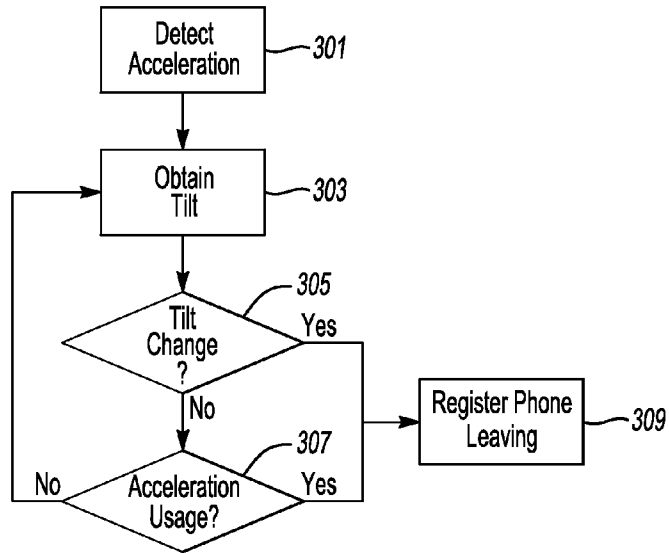 Detect
Acceleration
301
Obtain
Tilt
303
305
Tilt
Change
?
Yes
No
Register Phone
Leaving
309
307
No
Acceleration
Usage?
Yes